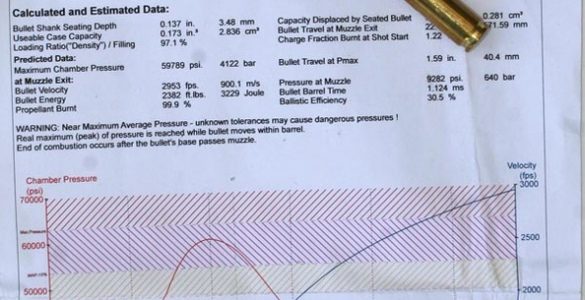 Calculated and Estimated Data:
Bullet Shank Seating Depth 0.137 in. 3.48 mm Capacity Displaced by Seated Bullet 0.281 cm³
Useable Case Capacity 0.173 in.³ 2.836 cm³ Bullet Travel at Muzzle Exit 22 571.59 mm
Loading Ratio("Density") / Filling 97.1 % Charge Fraction Burnt at Shot Start 1.22
Predicted Data:
Maximum Chamber Pressure 59789 psi. 4122 bar Bullet Travel at Pmax 1.59 in. 40.4 mm
at Muzzle Exit:
Bullet Velocity 2953 fps. 900.1 m/s Pressure at Muzzle 9282 psi. 640 bar
Bullet Energy 2382 ft.lbs. 3229 Joule Bullet Barrel Time 1.124 ms
Propellant Burnt 99.9 % Ballistic Efficiency 30.5 %
WARNING: Near Maximum Average Pressure - unknown tolerances may cause dangerous pressures !
Real maximum (peak) of pressure is reached while bullet moves within barrel.
End of combustion occurs after the bullet's base passes muzzle.
Chamber Pressure Velocity
(psi) (fps)
70000 3000
Max.Pressure
60000 2500
50000 2000